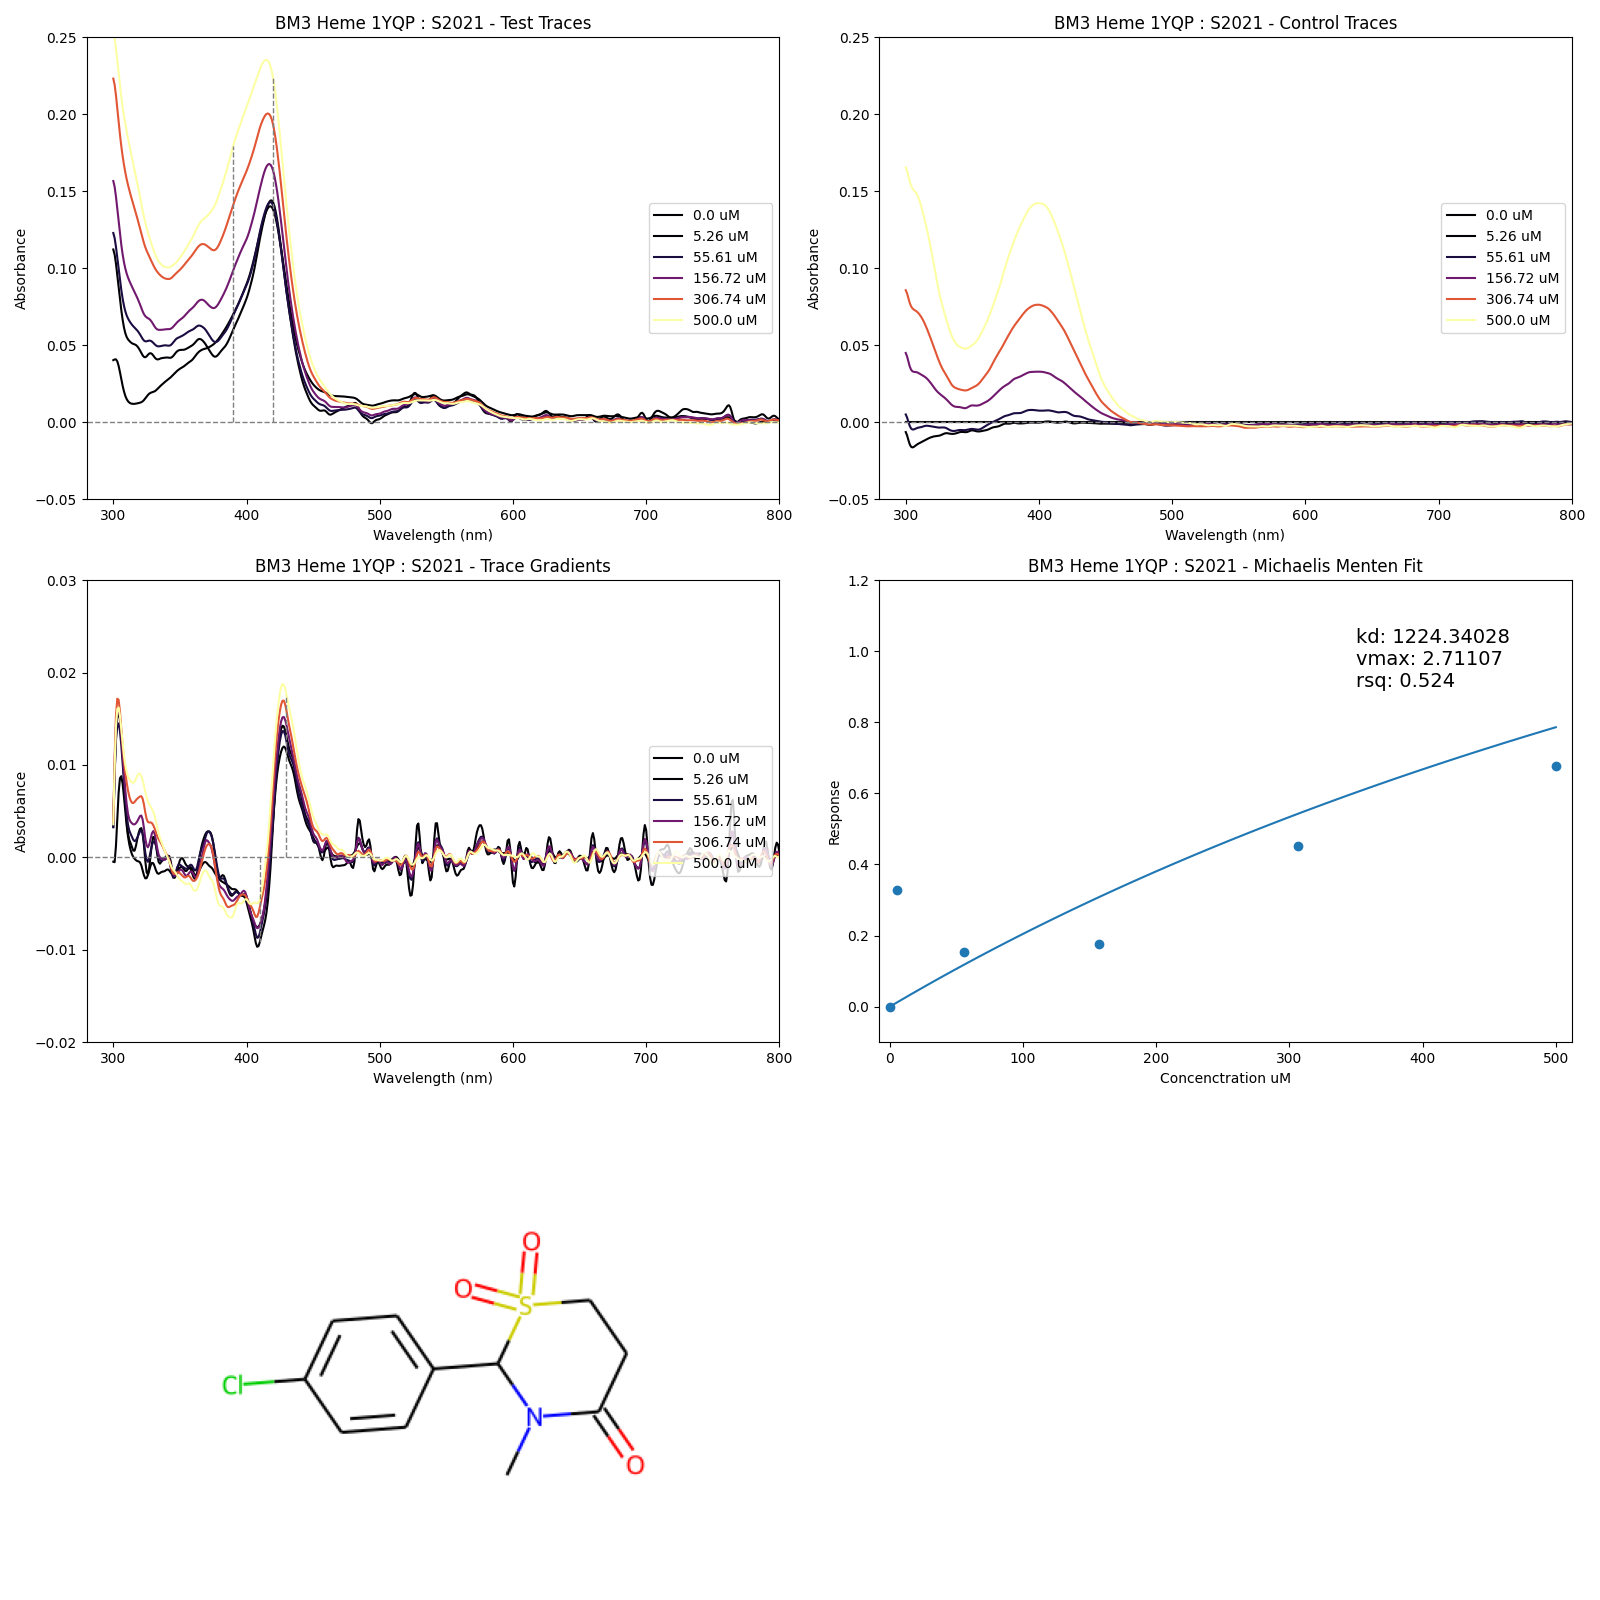 BM3 Heme 1YQP : S2021 - Test Traces
0.25
0.20
0.15
0.10
0.05
0.00
−0.05
Absorbance
300 400 500 600 700 800
Wavelength (nm)
0.0 uM
5.26 uM
55.61 uM
156.72 uM
306.74 uM
500.0 uM
BM3 Heme 1YQP : S2021 - Control Traces
0.25
0.20
0.15
0.10
0.05
0.00
−0.05
Absorbance
300 400 500 600 700 800
Wavelength (nm)
0.0 uM
5.26 uM
55.61 uM
156.72 uM
306.74 uM
500.0 uM
BM3 Heme 1YQP : S2021 - Trace Gradients
0.03
0.02
0.01
0.00
−0.01
−0.02
Absorbance
300 400 500 600 700 800
Wavelength (nm)
0.0 uM
5.26 uM
55.61 uM
156.72 uM
306.74 uM
500.0 uM
BM3 Heme 1YQP : S2021 - Michaelis Menten Fit
1.2
1.0
0.8
0.6
0.4
0.2
0.0
Response
kd: 1224.34028
vmax: 2.71107
rsq: 0.524
0 100 200 300 400 500
Concenctration uM
O
O
S
Cl
N
O